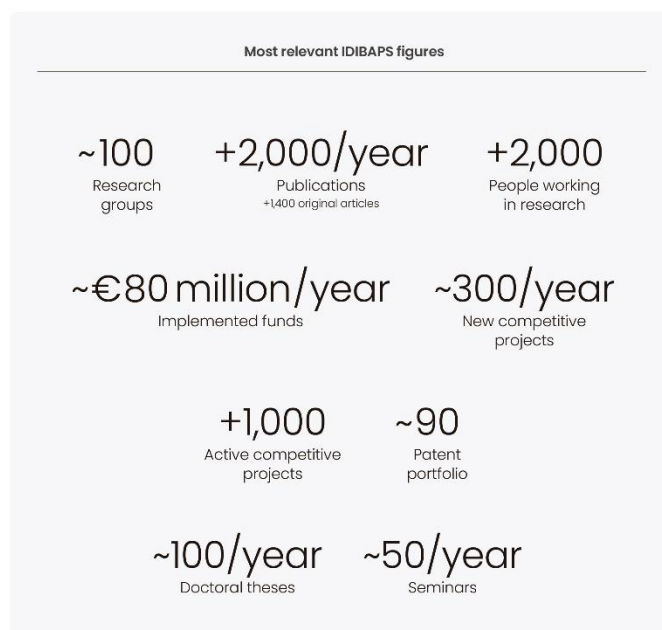 Most relevant IDIBAPS figures
~100
Research
groups
+2,000/year
Publications
+1,400 original articles
+2,000
People working
in research
~€80 million/year
Implemented funds
~300/year
New competitive
projects
+1,000
Active competitive
projects
~90
Patent
portfolio
~100/year
Doctoral theses
~50/year
Seminars